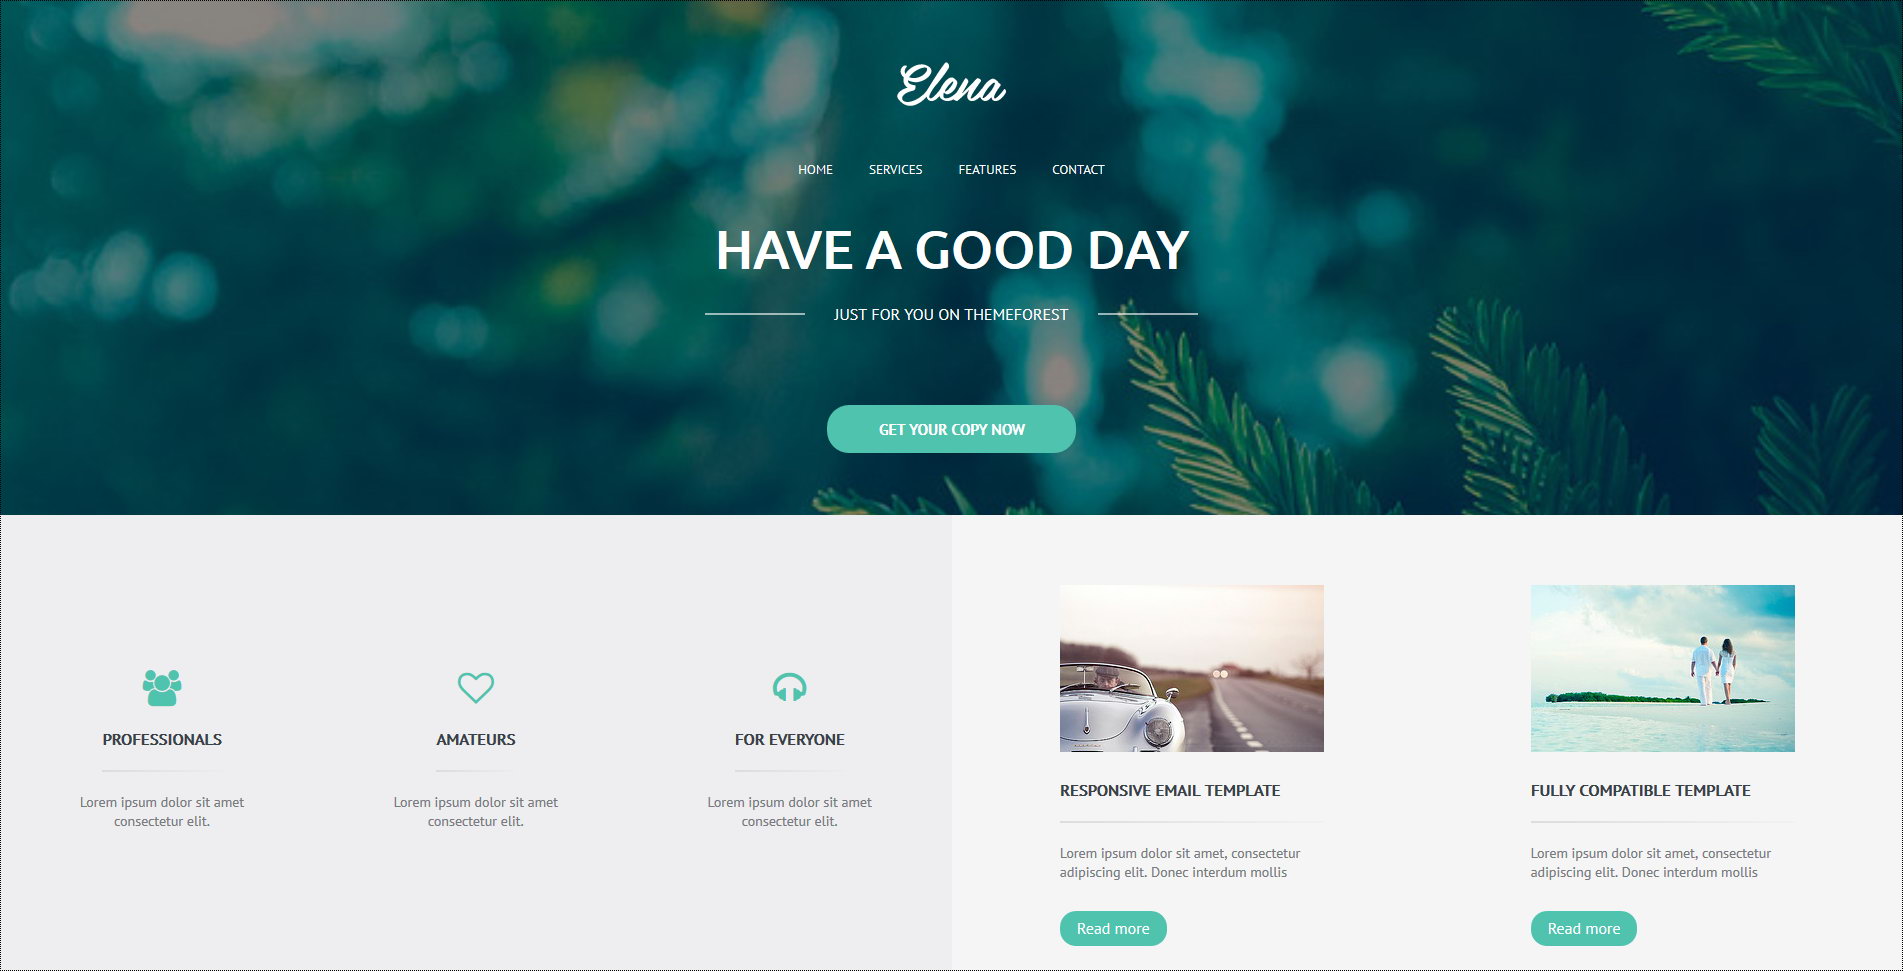 Elena
HOME SERVICES FEATURES CONTACT
HAVE A GOOD DAY
JUST FOR YOU ON THEMEFOREST
GET YOUR COPY NOW
PROFESSIONALS
Lorem ipsum dolor sit amet
consectetur elit.
AMATEURS
Lorem ipsum dolor sit amet
consectetur elit.
FOR EVERYONE
Lorem ipsum dolor sit amet
consectetur elit.
RESPONSIVE EMAIL TEMPLATE
Lorem ipsum dolor sit amet, consectetur
adipiscing elit. Donec interdum mollis
Read more
FULLY COMPATIBLE TEMPLATE
Lorem ipsum dolor sit amet, consectetur
adipiscing elit. Donec interdum mollis
Read more